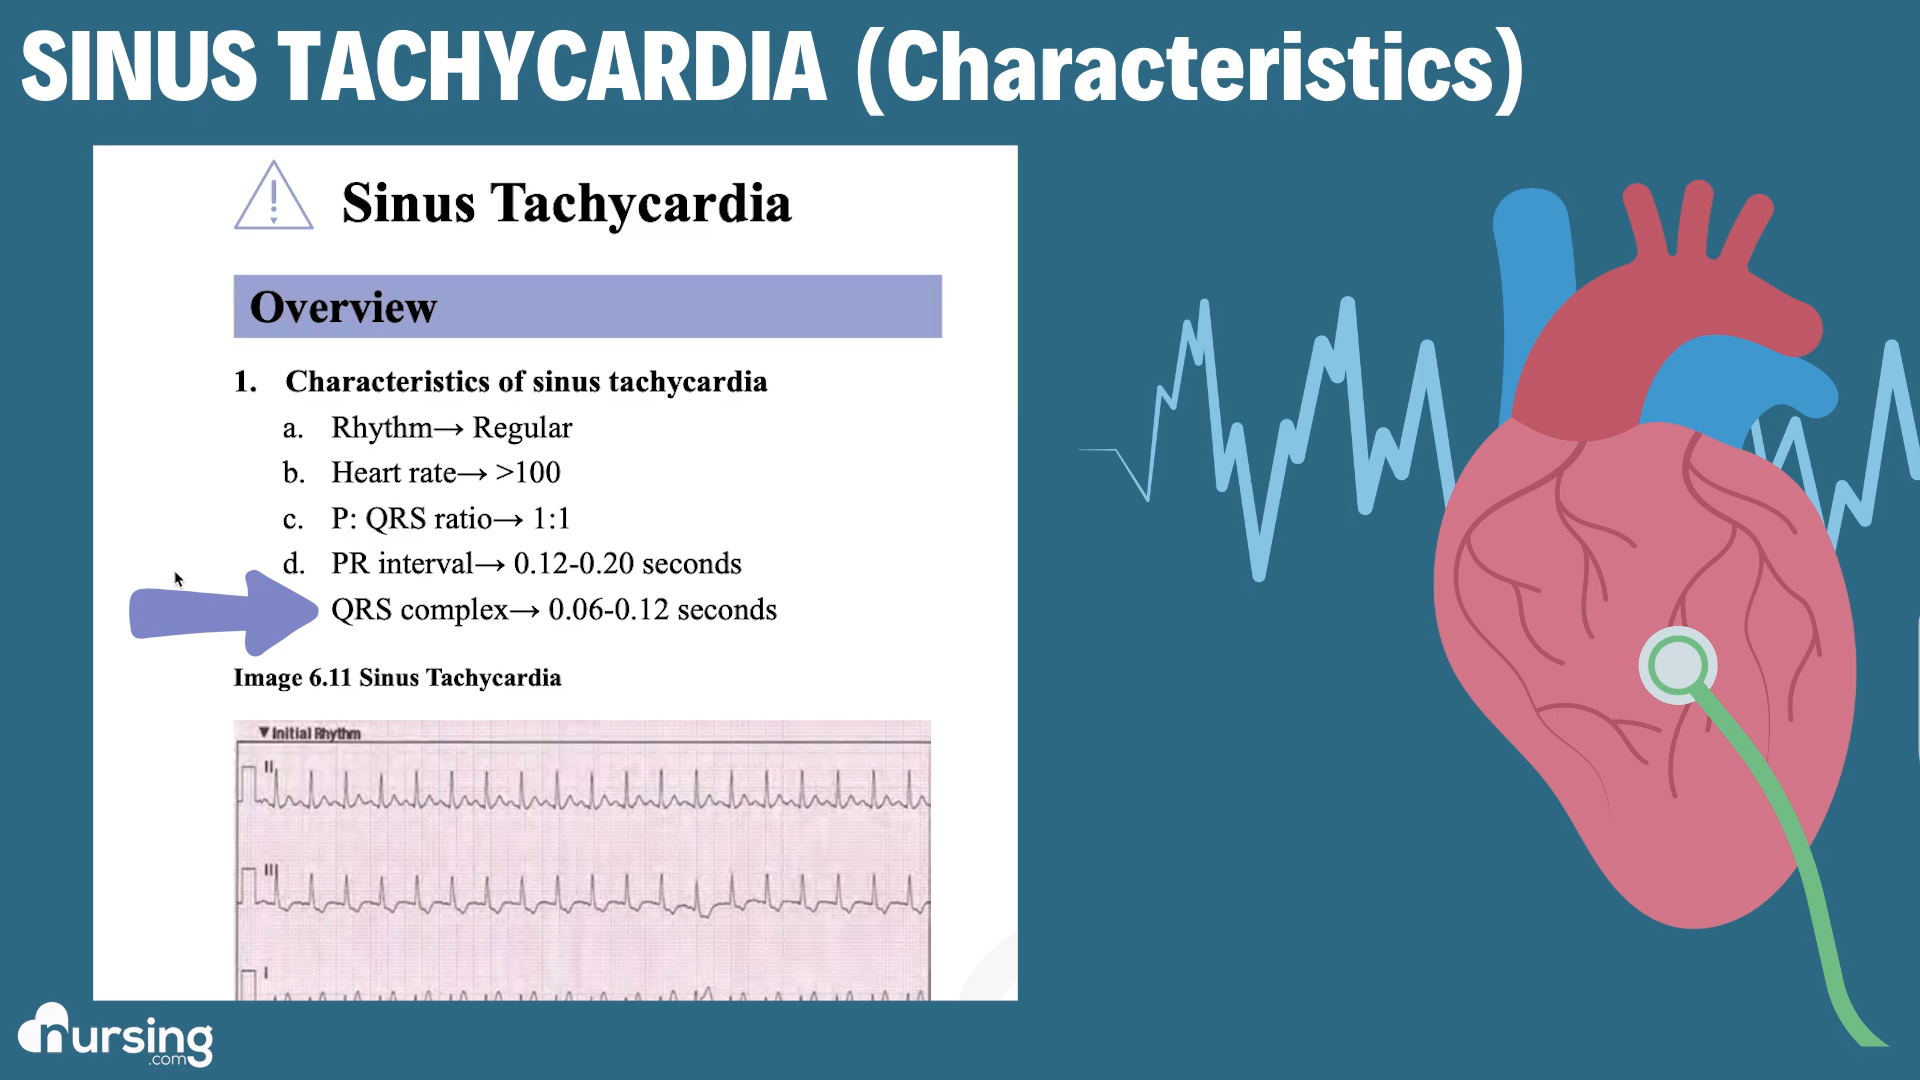 SINUS TACHYCARDIA (Characteristics)
Sinus Tachycardia
Overview
1. Characteristics of sinus tachycardia
a. Rhythm→ Regular
b. Heart rate→ >100
c. P: QRS ratio→ 1:1
d. PR interval→ 0.12-0.20 seconds
QRS complex→ 0.06-0.12 seconds
Image 6.11 Sinus Tachycardia
▼Initial Rhythm
II
III
I
nursing
.com